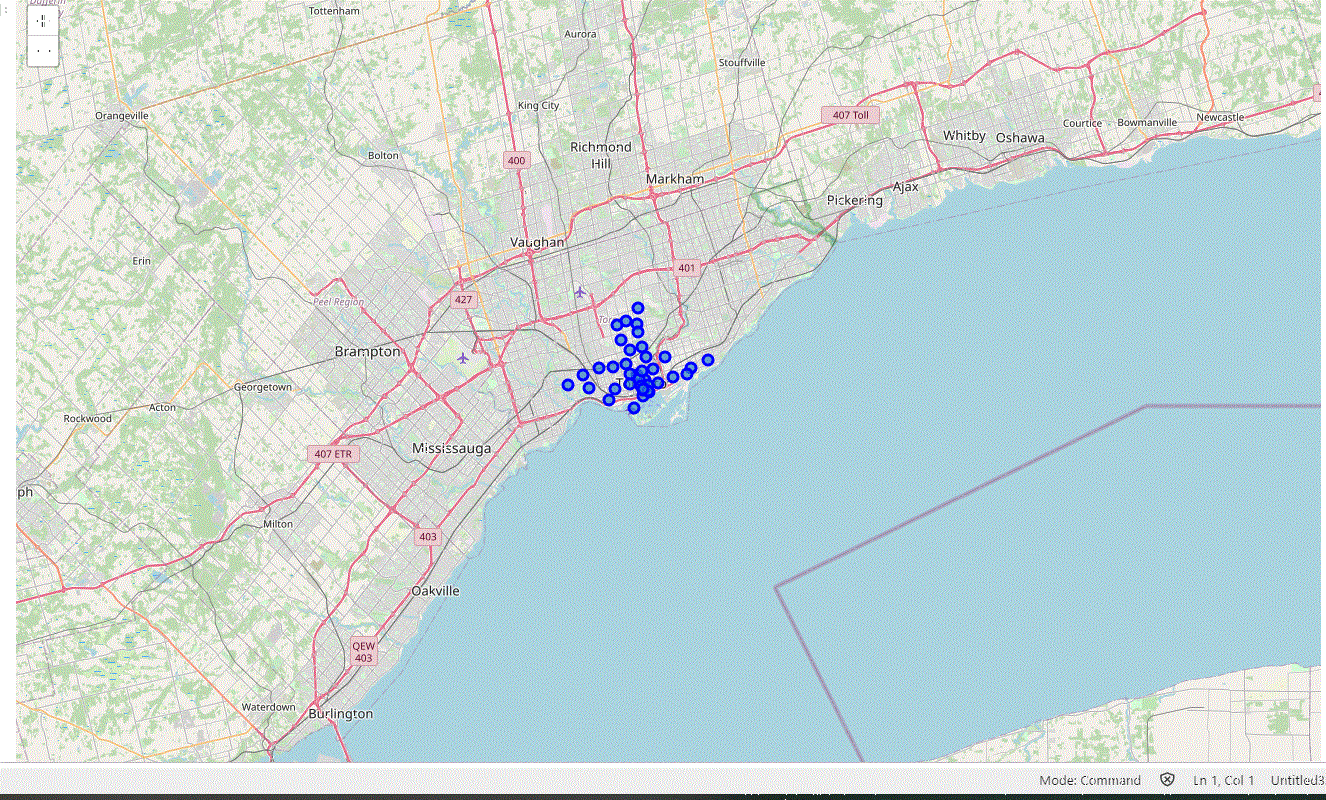 Tottenham
Aurora
Stouffville
Orangeville
King City
407 Toll
Newcastle
Courtice
Bowmanville
Whitby
Oshawa
Bolton
400
Richmond
Hill
Markham
Ajax
Pickering
Vaughan
Erin
401
Peel Region
427
Brampton
Georgetown
Acton
Rockwood
Mississauga
407 ETR
ph
Milton
403
Oakville
QEW
403
Waterdown
Burlington
Mode: Command
Ln 1, Col 1
Untitled3